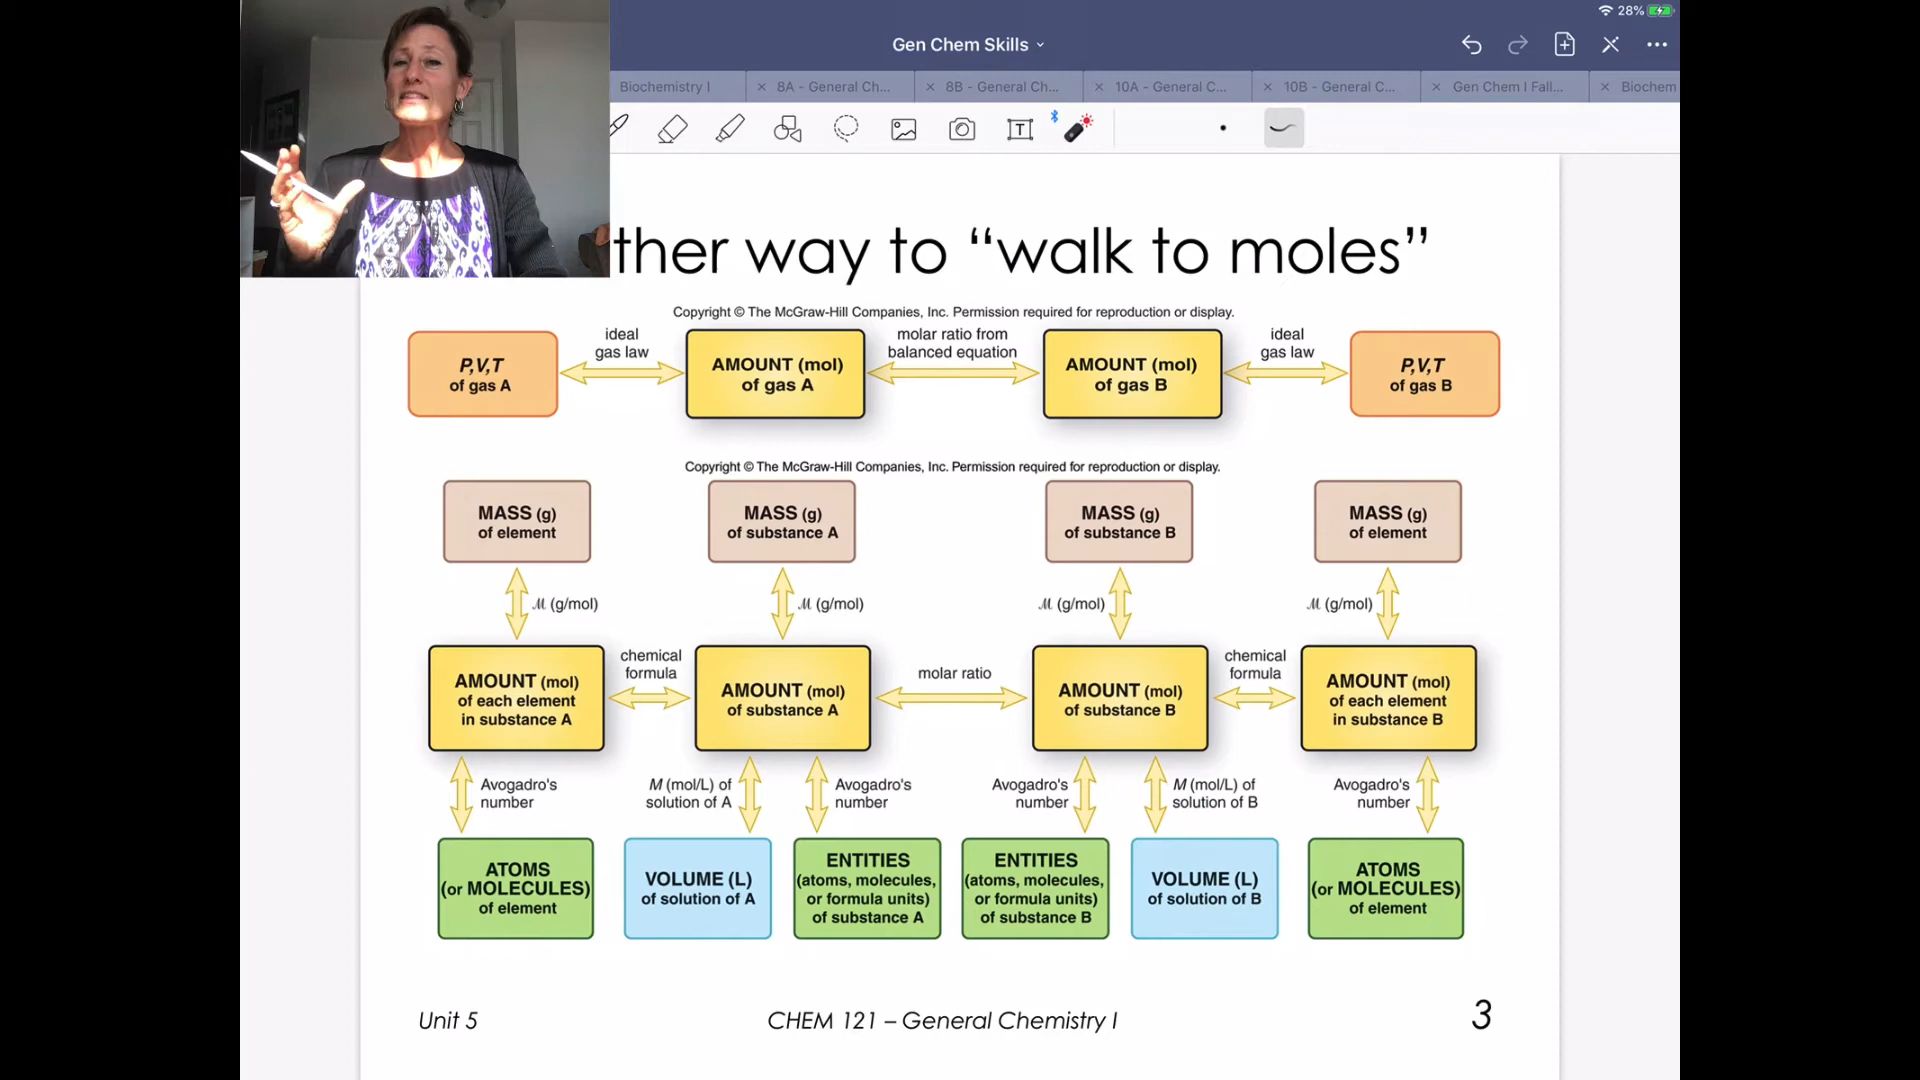 28%
Gen Chem Skills
Biochemistry I
8A - General Ch...
8B - General Ch...
10A - General C...
10B - General C...
Gen Chem I Fall...
Biochem
T
ther way to “walk to moles”
Copyright © The McGraw-Hill Companies, Inc. Permission required for reproduction or display.
P,V,T
of gas A
ideal
gas law
AMOUNT (mol)
of gas A
molar ratio from
balanced equation
AMOUNT (mol)
of gas B
ideal
gas law
P,V,T
of gas B
Copyright © The McGraw-Hill Companies, Inc. Permission required for reproduction or display.
MASS (g)
of element
MASS (g)
of substance A
MASS (g)
of substance B
MASS (g)
of element
ℳ (g/mol)
ℳ (g/mol)
ℳ (g/mol)
ℳ (g/mol)
AMOUNT (mol)
of each element
in substance A
chemical
formula
AMOUNT (mol)
of substance A
molar ratio
AMOUNT (mol)
of substance B
chemical
formula
AMOUNT (mol)
of each element
in substance B
Avogadro's
number
M (mol/L) of
solution of A
Avogadro's
number
Avogadro's
number
M (mol/L) of
solution of B
Avogadro's
number
ATOMS
(or MOLECULES)
of element
VOLUME (L)
of solution of A
ENTITIES
(atoms, molecules,
or formula units)
of substance A
ENTITIES
(atoms, molecules,
or formula units)
of substance B
VOLUME (L)
of solution of B
ATOMS
(or MOLECULES)
of element
Unit 5
CHEM 121 – General Chemistry I
3